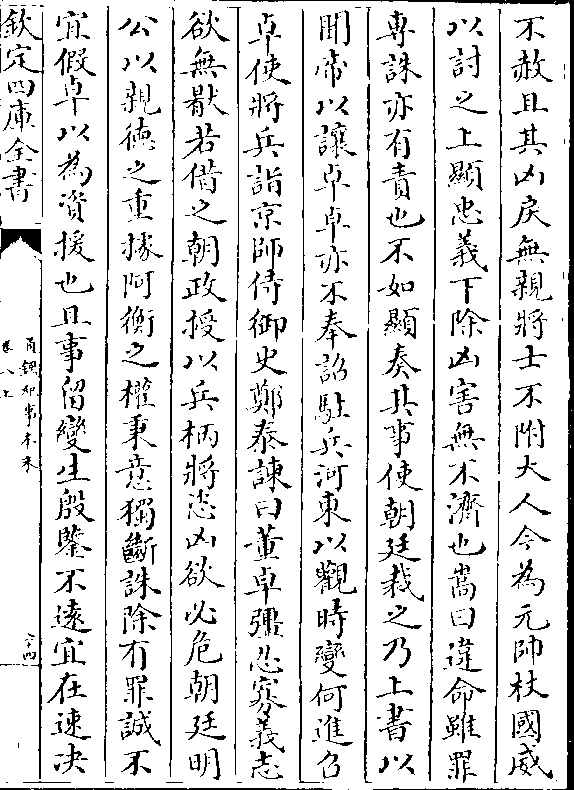 不赦且其凶戾無親將士不附大人今為元帥杖國威
以討之上顯忠義下除凶害無不濟也嵩曰違命雖罪
專誅亦有責也不如顯奏其事使朝廷裁之乃上書以
聞帝以讓卓卓亦不奉詔駐兵河東以觀時變何進召
卓使將兵詣京師侍御史鄭泰諫曰董卓彊忍寡義志
欲無猒若借之朝政授以兵柄將恣凶欲必危朝廷明
公以親徳之重據阿衡之權秉意獨斷誅除有罪誠不
宜假卓以為資援也且事留變生殷鑒不遠宜在速决
欽定四庫全書
通鑑紀事本末
卷八上